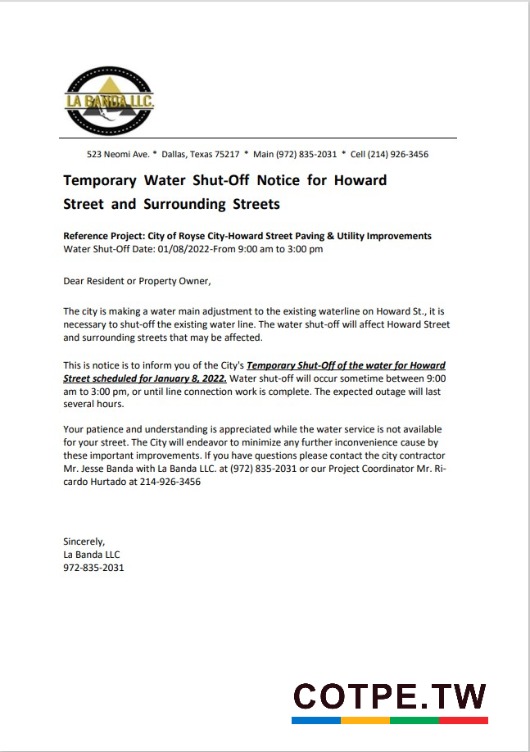 LA BANDA LLC.
523 Neomi Ave. * Dallas, Texas 75217 * Main (972) 835-2031 * Cell (214) 926-3456
Temporary Water Shut-Off Notice for Howard
Street and Surrounding Streets
Reference Project: City of Royse City-Howard Street Paving & Utility Improvements
Water Shut-Off Date: 01/08/2022-From 9:00 am to 3:00 pm
Dear Resident or Property Owner,
The city is making a water main adjustment to the existing waterline on Howard St., it is
necessary to shut-off the existing water line. The water shut-off will affect Howard Street
and surrounding streets that may be affected.
This is notice is to inform you of the City's Temporary Shut-Off of the water for Howard
Street scheduled for January 8, 2022. Water shut-off will occur sometime between 9:00
am to 3:00 pm, or until line connection work is complete. The expected outage will last
several hours.
Your patience and understanding is appreciated while the water service is not available
for your street. The City will endeavor to minimize any further inconvenience cause by
these important improvements. If you have questions please contact the city contractor
Mr. Jesse Banda with La Banda LLC. at (972) 835-2031 or our Project Coordinator Mr. Ri-
cardo Hurtado at 214-926-3456
Sincerely,
La Banda LLC
972-835-2031
COTPE.TW